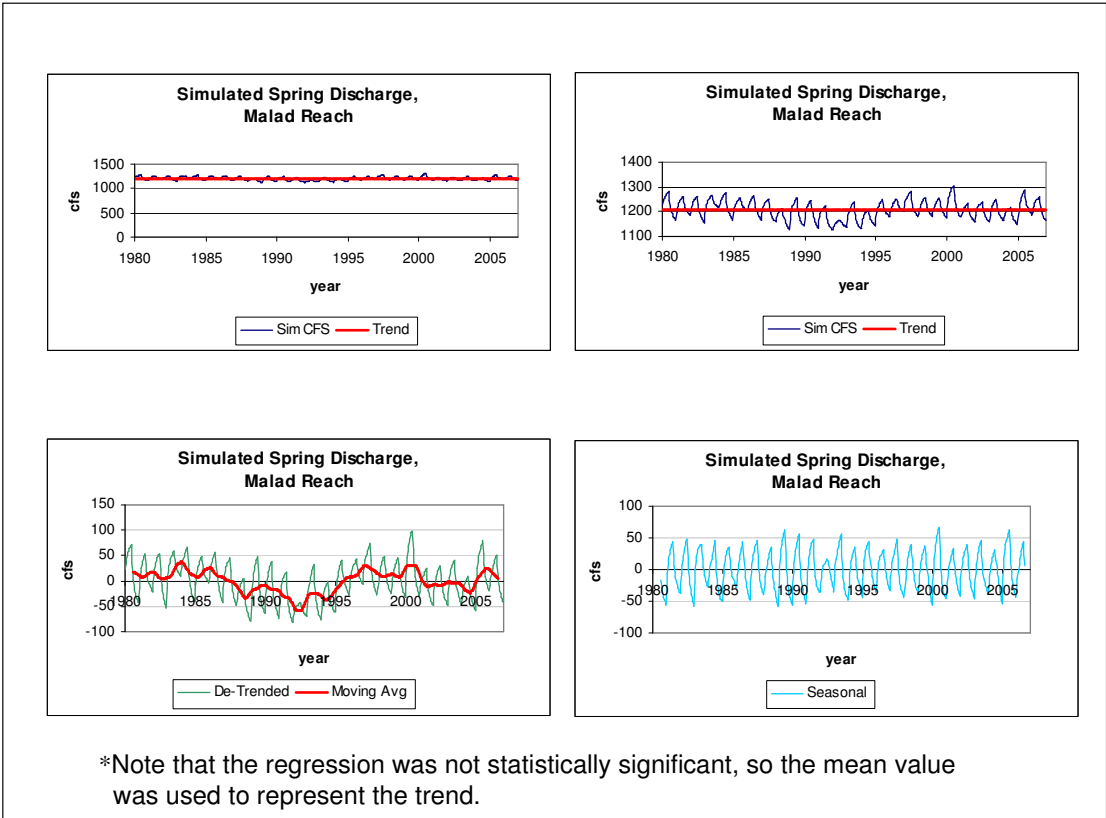 Simulated Spring Discharge,
Malad Reach
1500
1000
500
0
cfs
1980 1985 1990 1995 2000 2005
year
Sim CFS Trend
Simulated Spring Discharge,
Malad Reach
1400
1300
1200
1100
cfs
1980 1985 1990 1995 2000 2005
year
Sim CFS Trend
Simulated Spring Discharge,
Malad Reach
150
100
50
0
-50
-100
cfs
1980 1985 1990 1995 2000 2005
year
De-Trended Moving Avg
Simulated Spring Discharge,
Malad Reach
100
50
0
-50
-100
cfs
1980 1985 1990 1995 2000 2005
year
Seasonal
*Note that the regression was not statistically significant, so the mean value
was used to represent the trend.